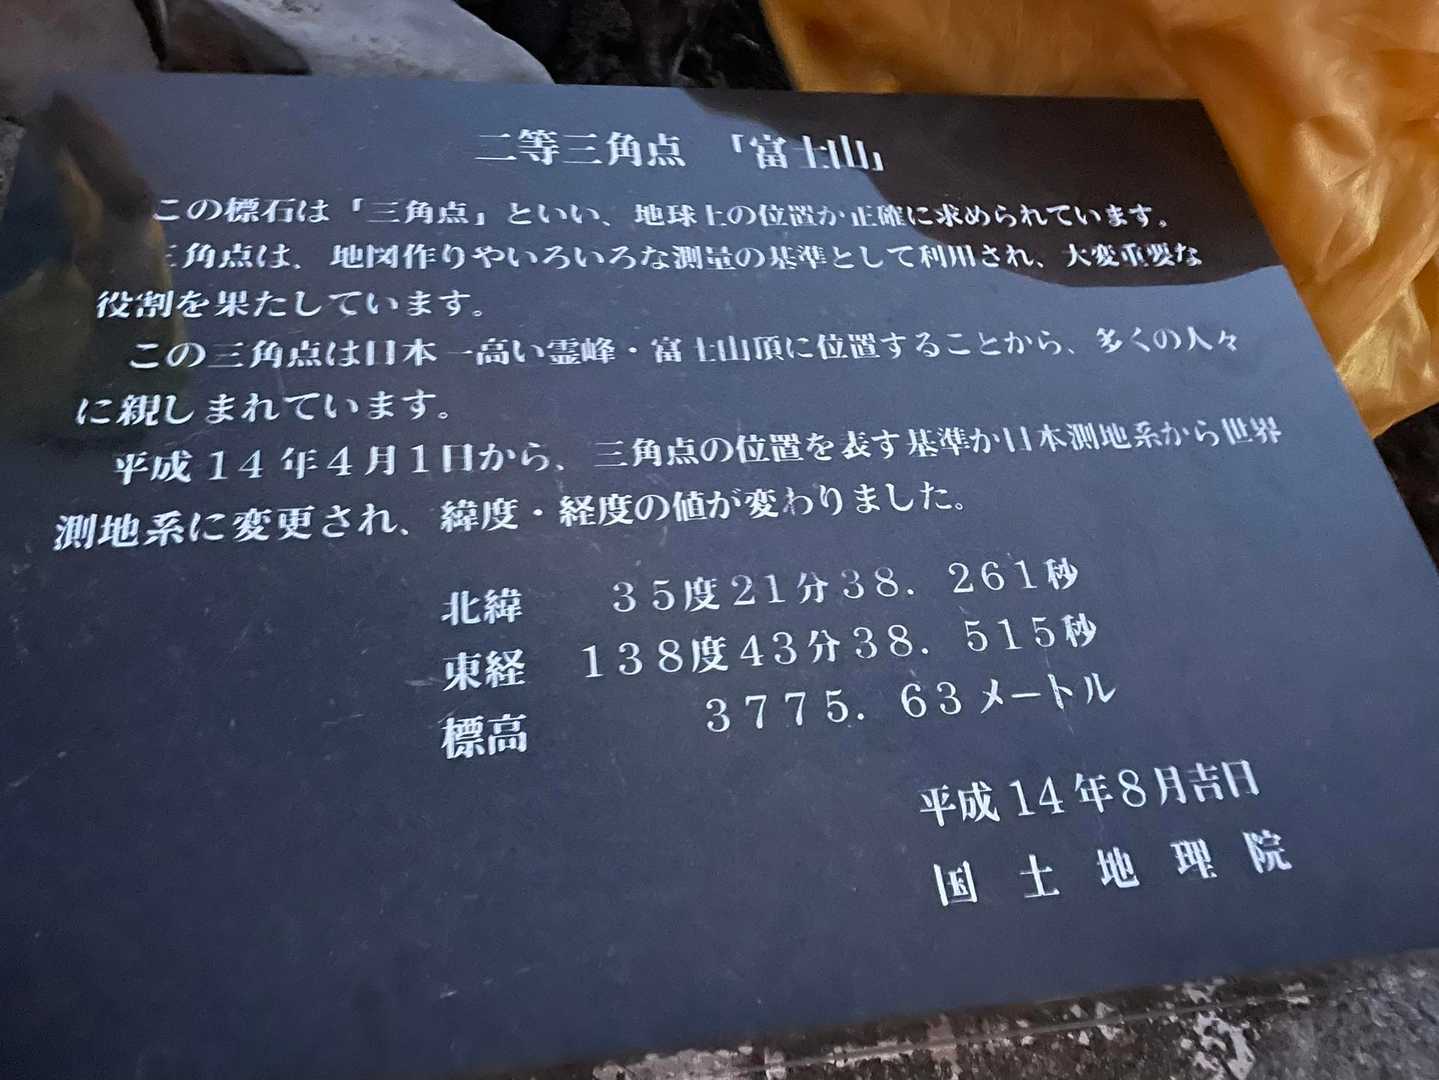 二等三角点 「富士山」
この標石は「三角点」といい、地球上の位置が正確に求められています。
三角点は、地図作りやいろいろな測量の基準として利用され、大変重要な
役割を果たしています。
この三角点は日本一高い霊峰・富士山頂に位置することから、多くの人々
に親しまれています。
平成14年4月1日から、三角点の位置を表す基準が日本測地系から世界
測地系に変更され、緯度・経度の値が変わりました。
北緯 35度21分38.261秒
東経 138度43分38.515秒
標高 3775.63メートル
平成14年8月吉日
国土地理院